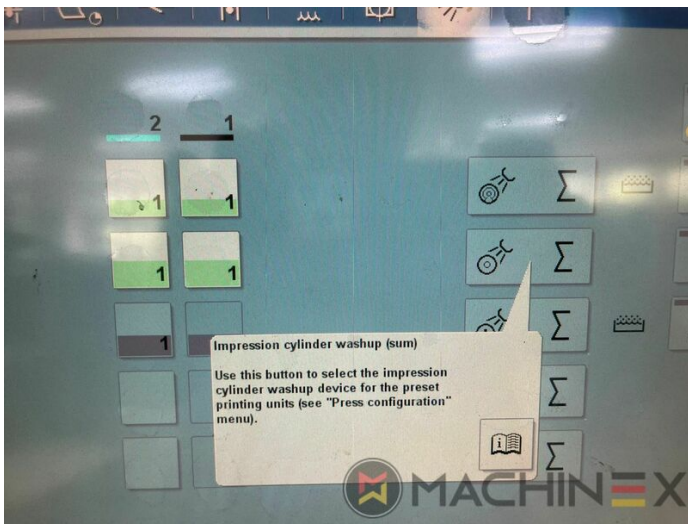 2 1
1 1 Σ
1 1 Σ
Impression cylinder washup (sum)
Use this button to select the impression
cylinder washup device for the preset
printing units (see "Press configuration"
menu).
1 Σ
Σ
i
Σ
MACHINEX